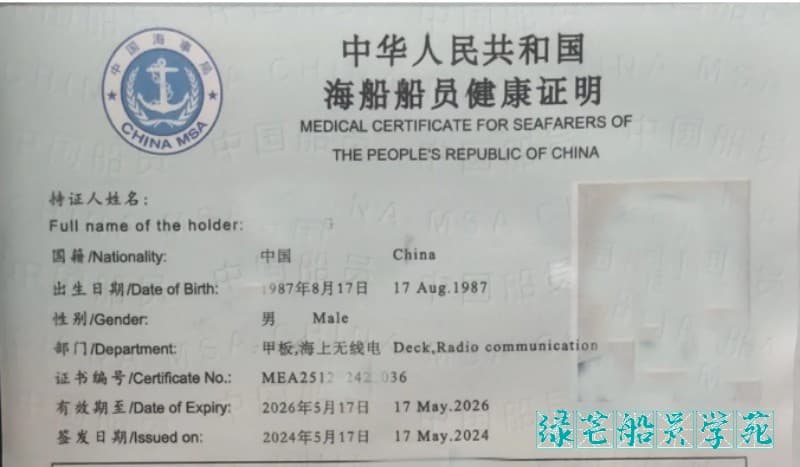 中国海事局
CHINA MSA
中华人民共和国
海船船员健康证明
MEDICAL CERTIFICATE FOR SEAFARERS OF
THE PEOPLE'S REPUBLIC OF CHINA
持证人姓名:
Full name of the holder:
国籍/Nationality: 中国 China
出生日期/Date of Birth: 1987年8月17日 17 Aug.1987
性别/Gender: 男 Male
部门/Department: 甲板,海上无线电 Deck,Radio communication
证书编号/Certificate No.: MEA2512 242 036
有效期至/Date of Expiry: 2026年5月17日 17 May.2026
签发日期/Issued on: 2024年5月17日 17 May.2024
绿芒船员学苑